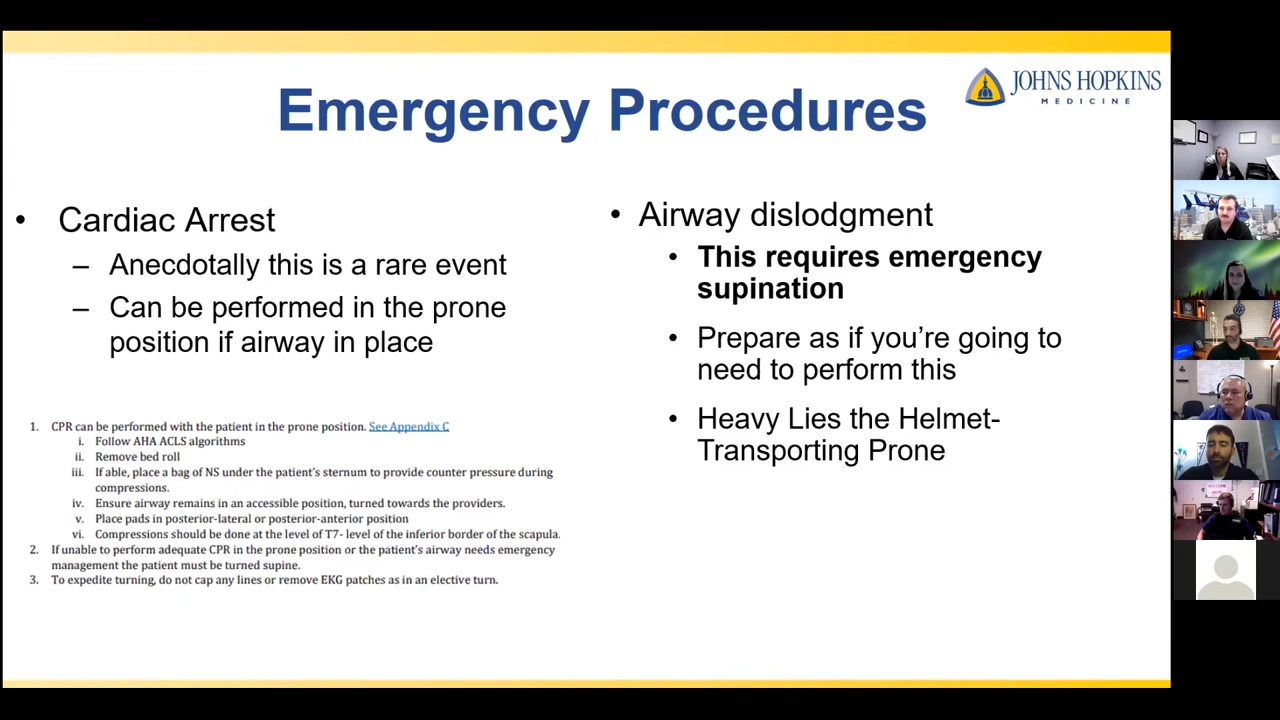 Emergency Procedures
JOHNS HOPKINS
MEDICINE
• Cardiac Arrest
– Anecdotally this is a rare event
– Can be performed in the prone
position if airway in place
1. CPR can be performed with the patient in the prone position. See Appendix C
i. Follow AHA ACLS algorithms
ii. Remove bed roll
iii. If able, place a bag of NS under the patient's sternum to provide counter pressure during
compressions.
iv. Ensure airway remains in an accessible position, turned towards the providers.
v. Place pads in posterior-lateral or posterior-anterior position
vi. Compressions should be done at the level of T7- level of the inferior border of the scapula.
2. If unable to perform adequate CPR in the prone position or the patient's airway needs emergency
management the patient must be turned supine.
3. To expedite turning, do not cap any lines or remove EKG patches as in an elective turn.
• Airway dislodgment
• This requires emergency
supination
• Prepare as if you're going to
need to perform this
• Heavy Lies the Helmet-
Transporting Prone